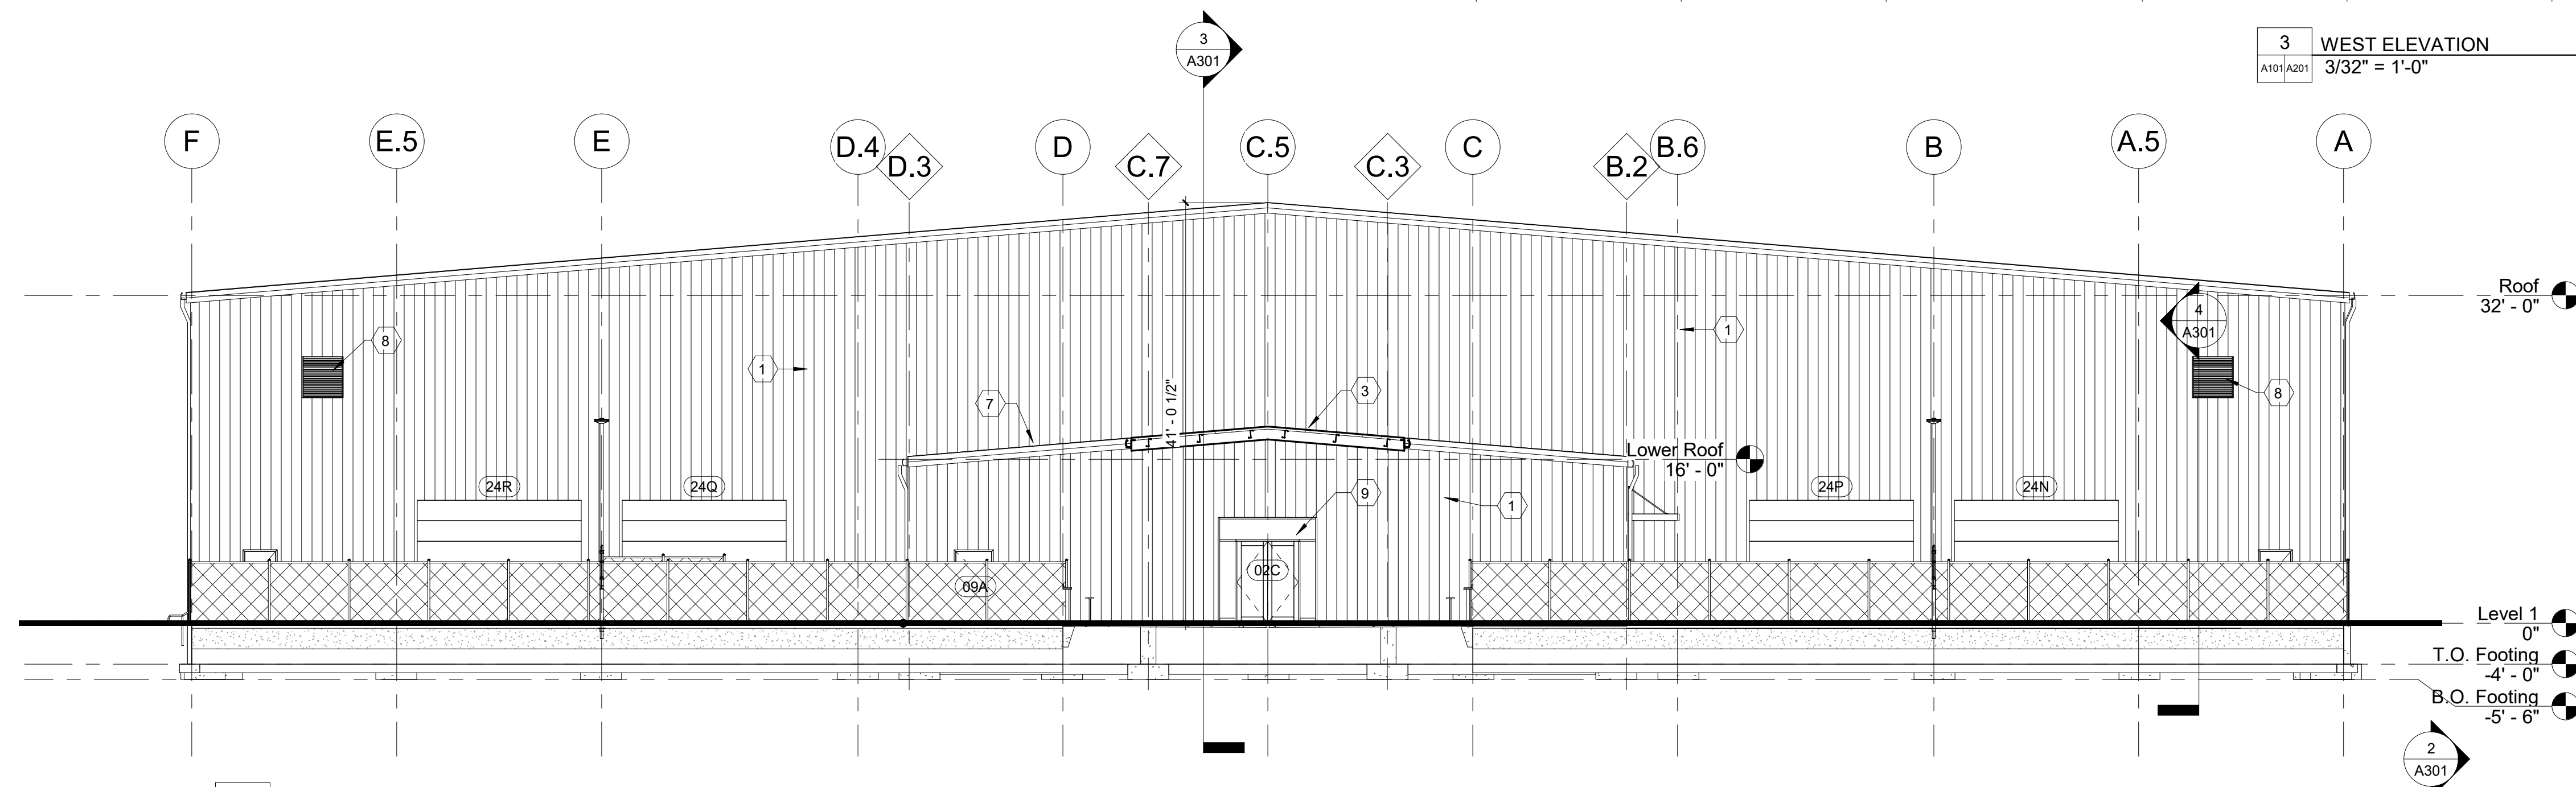 3
A301
3
WEST ELEVATION
A101
A201
3/32" = 1'-0"
F
E.5
E
D.4
D.3
D
C.7
C.5
C.3
C
B.2
B.6
B
A.5
A
Roof
32' - 0"
4
A301
8
1
1
8
7
41' - 0 1/2"
3
Lower Roof
16' - 0"
24R
24Q
9
1
24P
24N
09A
02C
Level 1
0"
T.O. Footing
-4' - 0"
B.O. Footing
-5' - 6"
2
A301